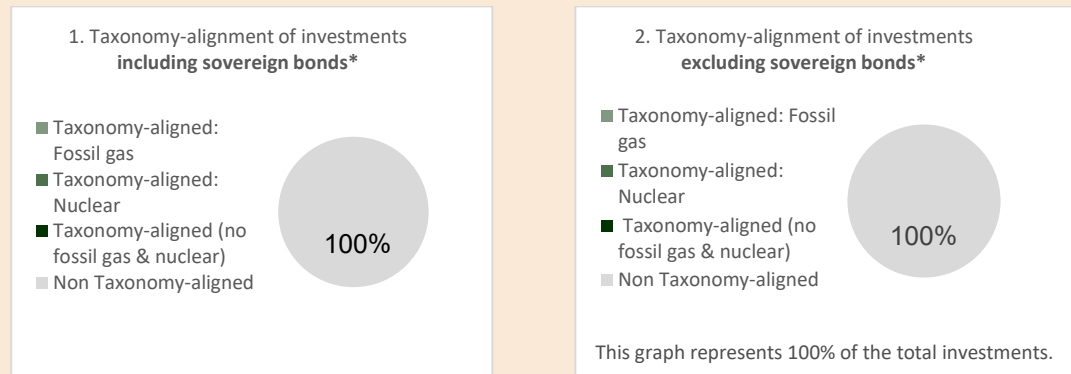 1. Taxonomy-alignment of investments
including sovereign bonds*
Taxonomy-aligned:
Fossil gas
Taxonomy-aligned:
Nuclear
Taxonomy-aligned (no
fossil gas & nuclear)
Non Taxonomy-aligned
100%
2. Taxonomy-alignment of investments
excluding sovereign bonds*
Taxonomy-aligned: Fossil
gas
Taxonomy-aligned:
Nuclear
Taxonomy-aligned (no
fossil gas & nuclear)
Non Taxonomy-aligned
100%
This graph represents 100% of the total investments.